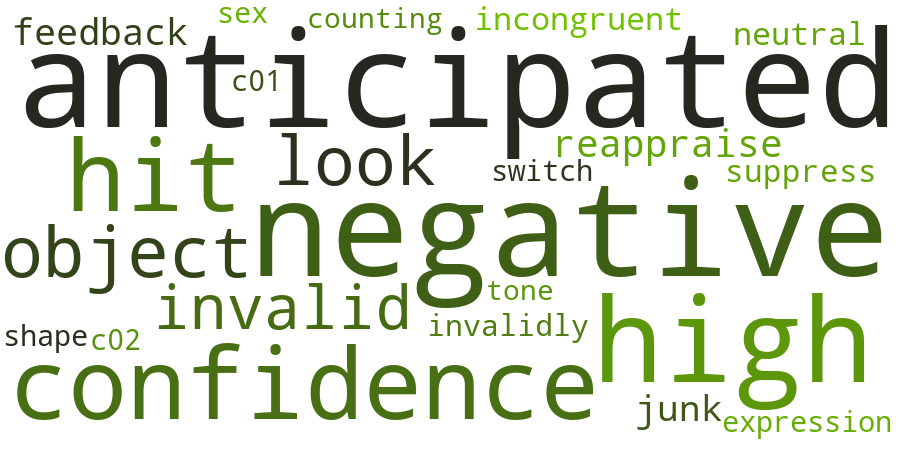 sex counting incongruent
feedback neutral
anticipated
c01
hit look reappraise
switch suppress
object negative
invalid tone
shape c02 invalidly high
confidence
junk expression